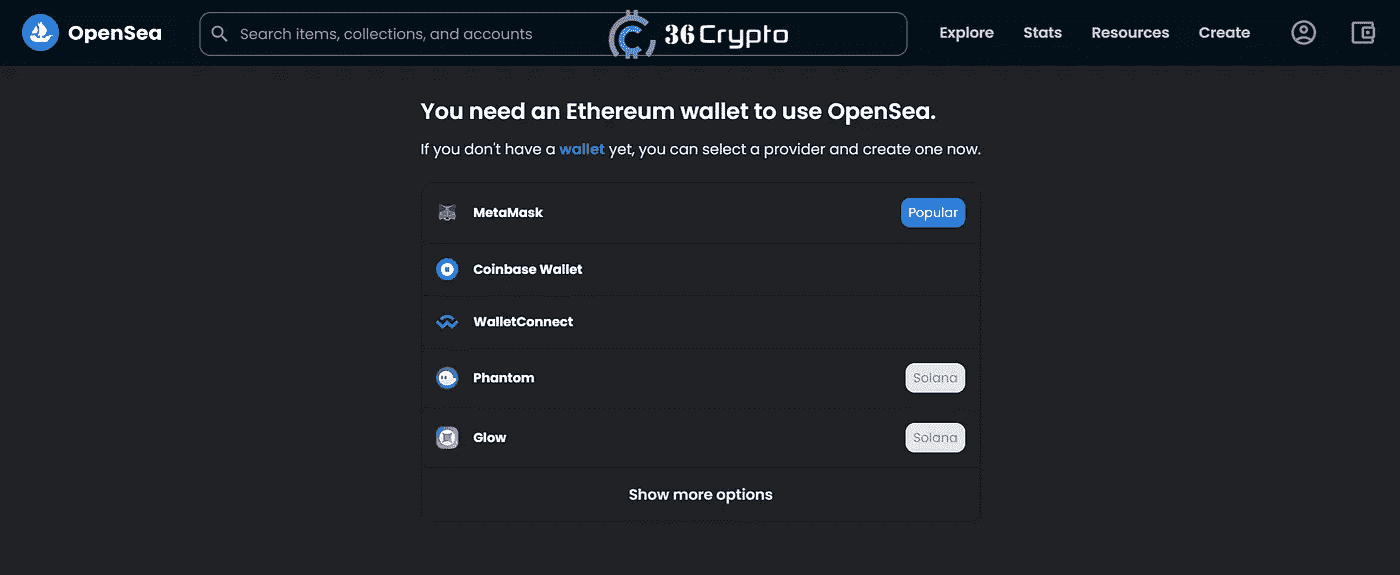 OpenSea
Search items, collections, and accounts
36Crypto
Explore
Stats
Resources
Create
You need an Ethereum wallet to use OpenSea.
If you don't have a wallet yet, you can select a provider and create one now.
MetaMask
Popular
Coinbase Wallet
WalletConnect
Phantom
Solana
Glow
Solana
Show more options